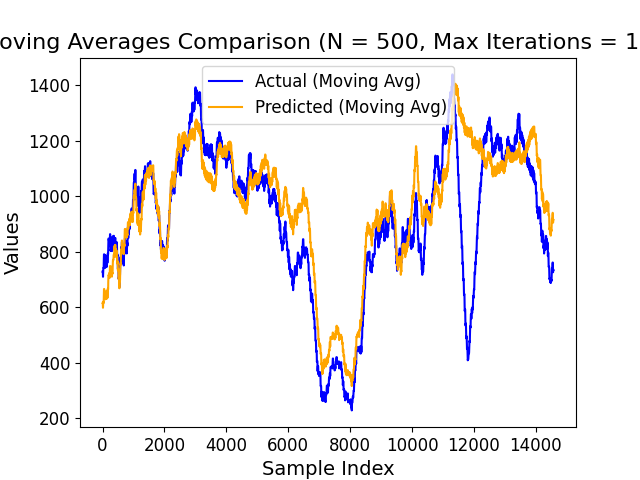 oving Averages Comparison (N = 500, Max Iterations = 1
Actual (Moving Avg)
Predicted (Moving Avg)
Values
1400
1200
1000
800
600
400
200
0 2000 4000 6000 8000 10000 12000 14000
Sample Index